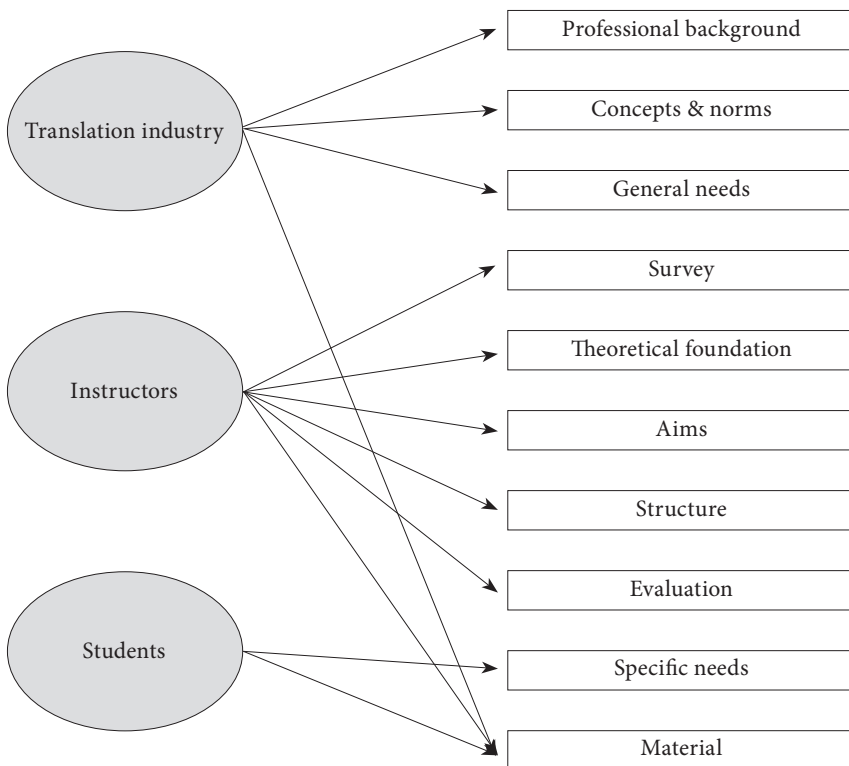 Translation industry
Instructors
Students
Professional background
Concepts & norms
General needs
Survey
Theoretical foundation
Aims
Structure
Evaluation
Specific needs
Material